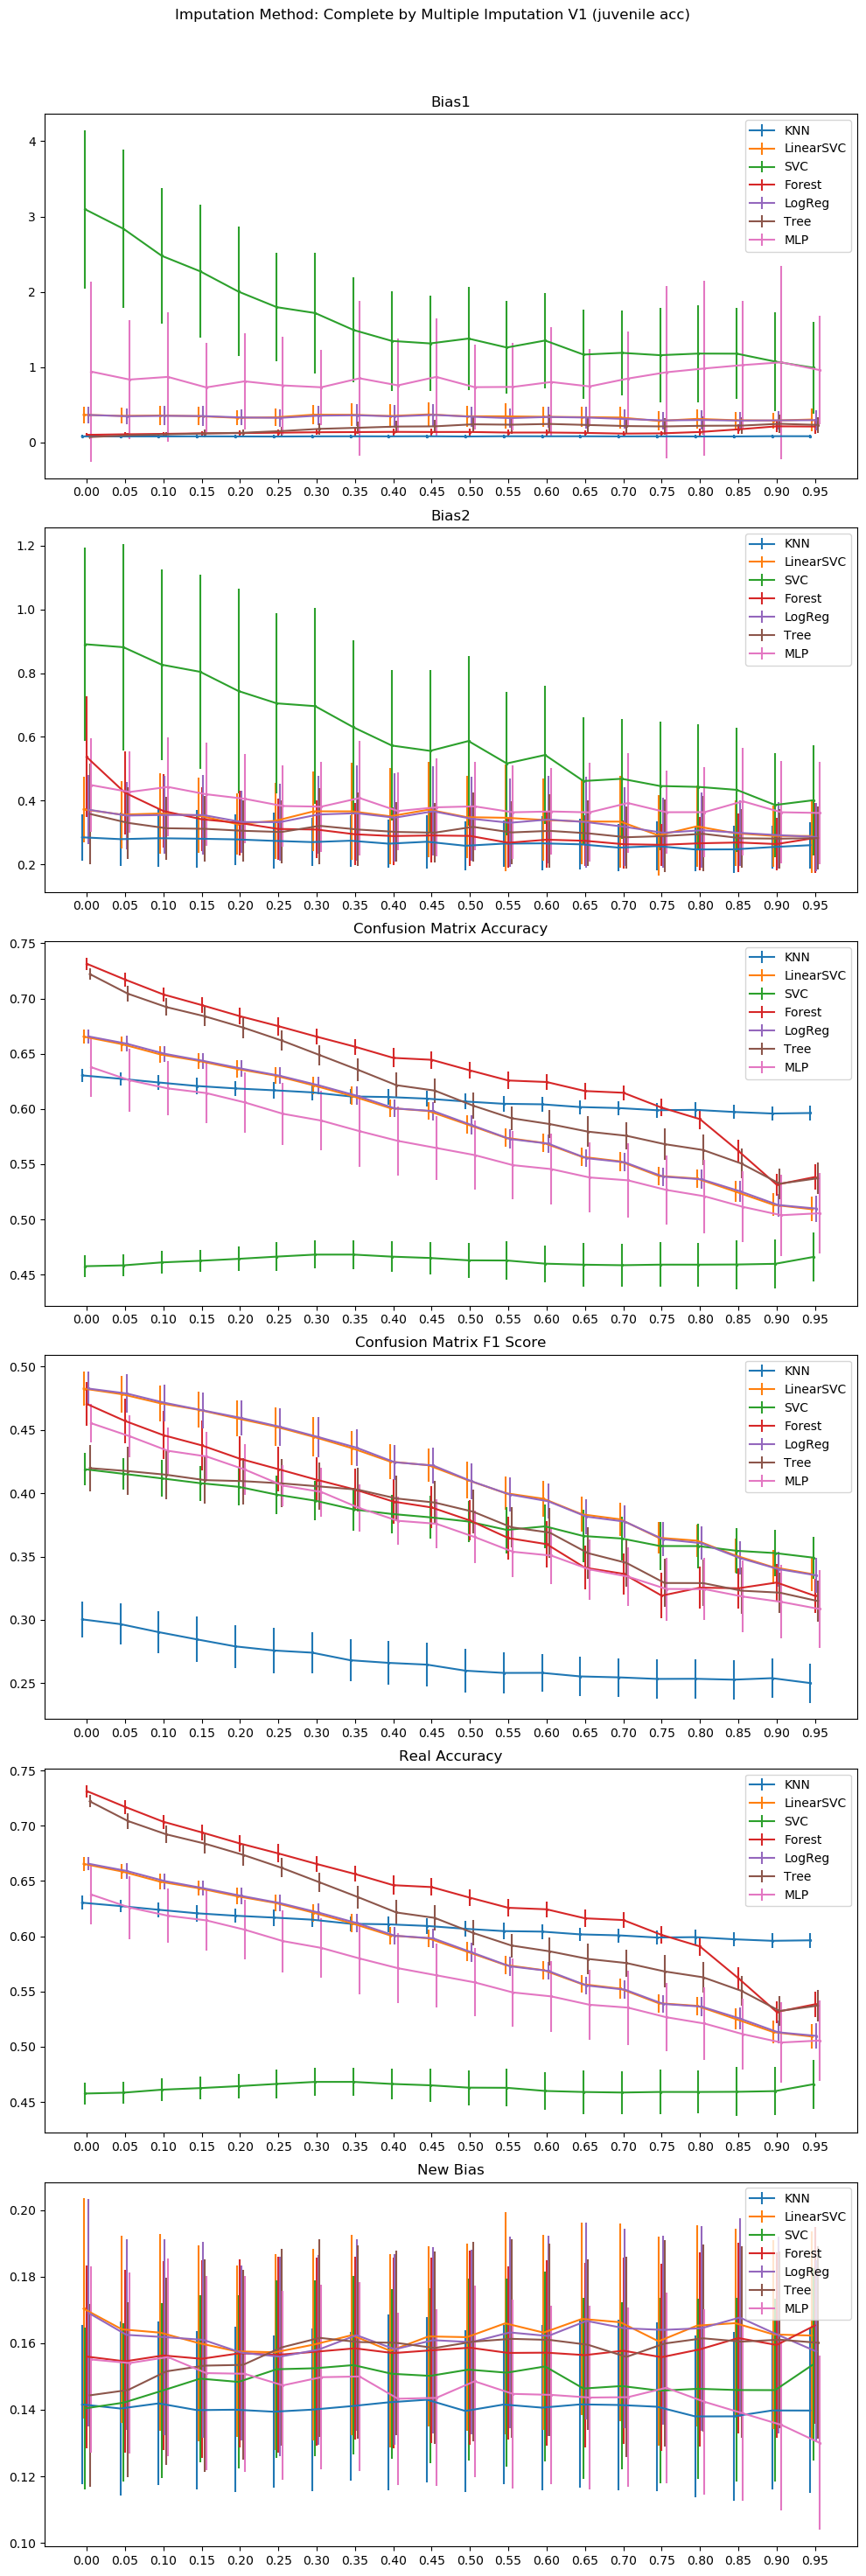 Imputation Method: Complete by Multiple Imputation V1 (juvenile acc)
Bias1
4
3
2
1
0
0.00 0.05 0.10 0.15 0.20 0.25 0.30 0.35 0.40 0.45 0.50 0.55 0.60 0.65 0.70 0.75 0.80 0.85 0.90 0.95
KNN
LinearSVC
SVC
Forest
LogReg
Tree
MLP
Bias2
1.2
1.0
0.8
0.6
0.4
0.2
0.00 0.05 0.10 0.15 0.20 0.25 0.30 0.35 0.40 0.45 0.50 0.55 0.60 0.65 0.70 0.75 0.80 0.85 0.90 0.95
KNN
LinearSVC
SVC
Forest
LogReg
Tree
MLP
Confusion Matrix Accuracy
0.75
0.70
0.65
0.60
0.55
0.50
0.45
0.00 0.05 0.10 0.15 0.20 0.25 0.30 0.35 0.40 0.45 0.50 0.55 0.60 0.65 0.70 0.75 0.80 0.85 0.90 0.95
KNN
LinearSVC
SVC
Forest
LogReg
Tree
MLP
Confusion Matrix F1 Score
0.50
0.45
0.40
0.35
0.30
0.25
0.00 0.05 0.10 0.15 0.20 0.25 0.30 0.35 0.40 0.45 0.50 0.55 0.60 0.65 0.70 0.75 0.80 0.85 0.90 0.95
KNN
LinearSVC
SVC
Forest
LogReg
Tree
MLP
Real Accuracy
0.75
0.70
0.65
0.60
0.55
0.50
0.45
0.00 0.05 0.10 0.15 0.20 0.25 0.30 0.35 0.40 0.45 0.50 0.55 0.60 0.65 0.70 0.75 0.80 0.85 0.90 0.95
KNN
LinearSVC
SVC
Forest
LogReg
Tree
MLP
New Bias
0.20
0.18
0.16
0.14
0.12
0.10
0.00 0.05 0.10 0.15 0.20 0.25 0.30 0.35 0.40 0.45 0.50 0.55 0.60 0.65 0.70 0.75 0.80 0.85 0.90 0.95
KNN
LinearSVC
SVC
Forest
LogReg
Tree
MLP